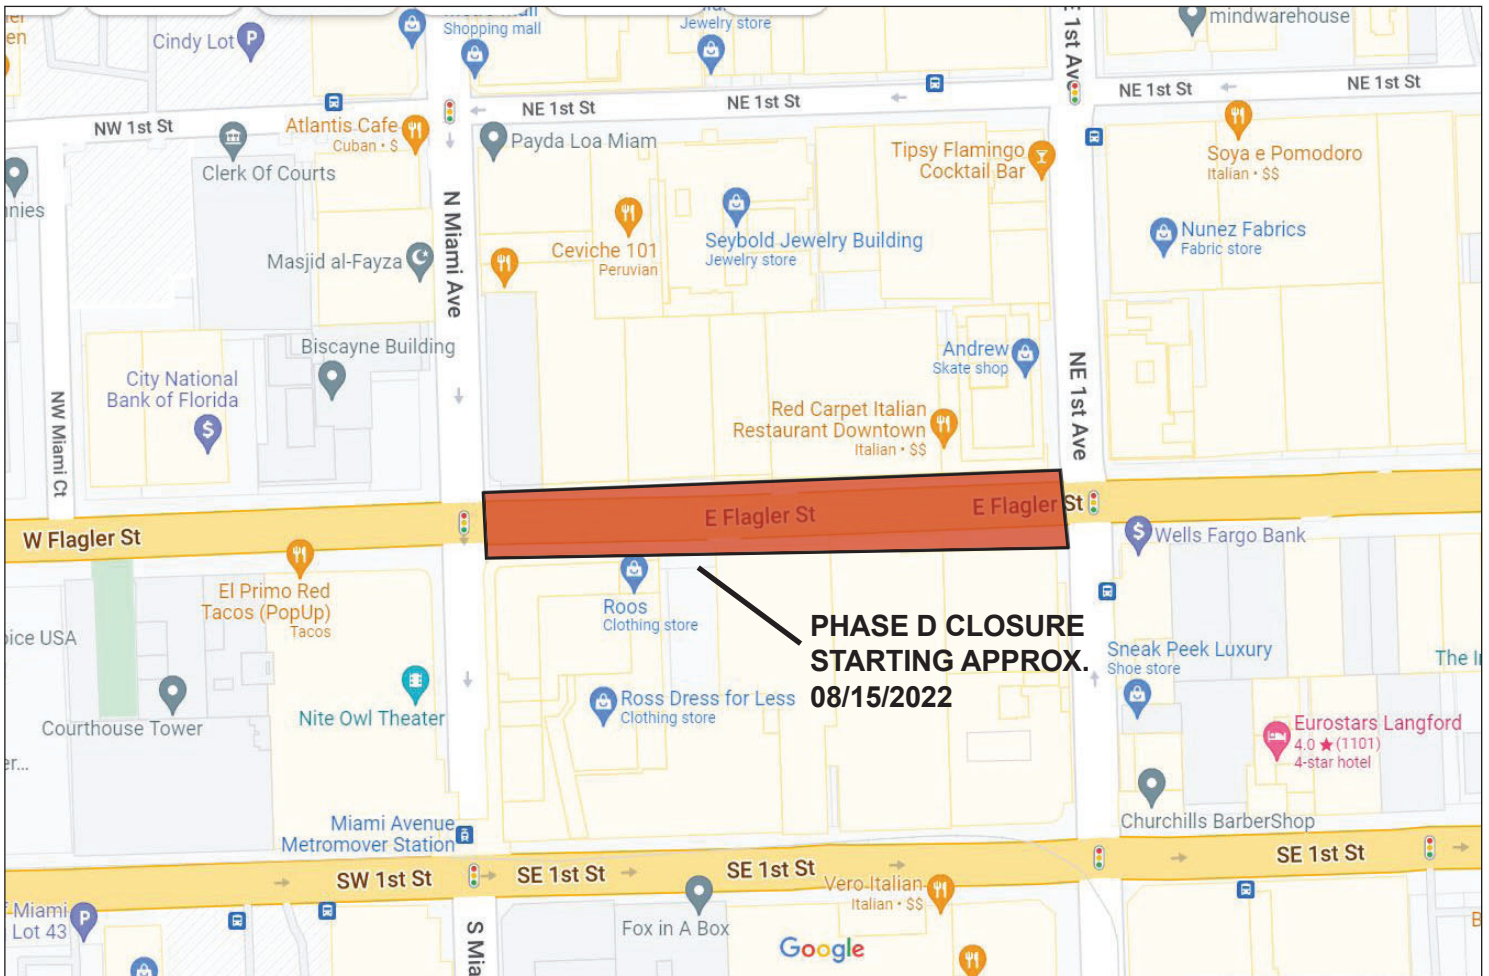 Cindy Lot
P
Shopping mall
Jewelry store
mindwarehouse
E 1st Ave
NE 1st St
NE 1st St
NE 1st St
NE 1st St
NW 1st St
Atlantis Cafe
Cuban • $
Clerk Of Courts
Payda Loa Miam
Tipsy Flamingo
Cocktail Bar
Soya e Pomodoro
Italian • $$
N Miami Ave
Masjid al-Fayza
Ceviche 101
Peruvian
Seybold Jewelry Building
Jewelry store
Nunez Fabrics
Fabric store
Biscayne Building
City National
Bank of Florida
$
Andrew
Skate shop
NE 1st Ave
NW Miami Ct
Red Carpet Italian
Restaurant Downtown
Italian • $$
W Flagler St
E Flagler St
E Flagler St
$
Wells Fargo Bank
El Primo Red
Tacos (PopUp)
Tacos
Roos
Clothing store
PHASE D CLOSURE
STARTING APPROX.
08/15/2022
Sneak Peek Luxury
Shoe store
Courthouse Tower
Nite Owl Theater
Ross Dress for Less
Clothing store
Eurostars Langford
4.0 ★ (1101)
4-star hotel
Churchills BarberShop
Miami Avenue
Metromover Station
SW 1st St
SE 1st St
SE 1st St
SE 1st St
Vero Italian
Italian • $$
Miami
Lot 43
P
Fox in A Box
S Mia
Google